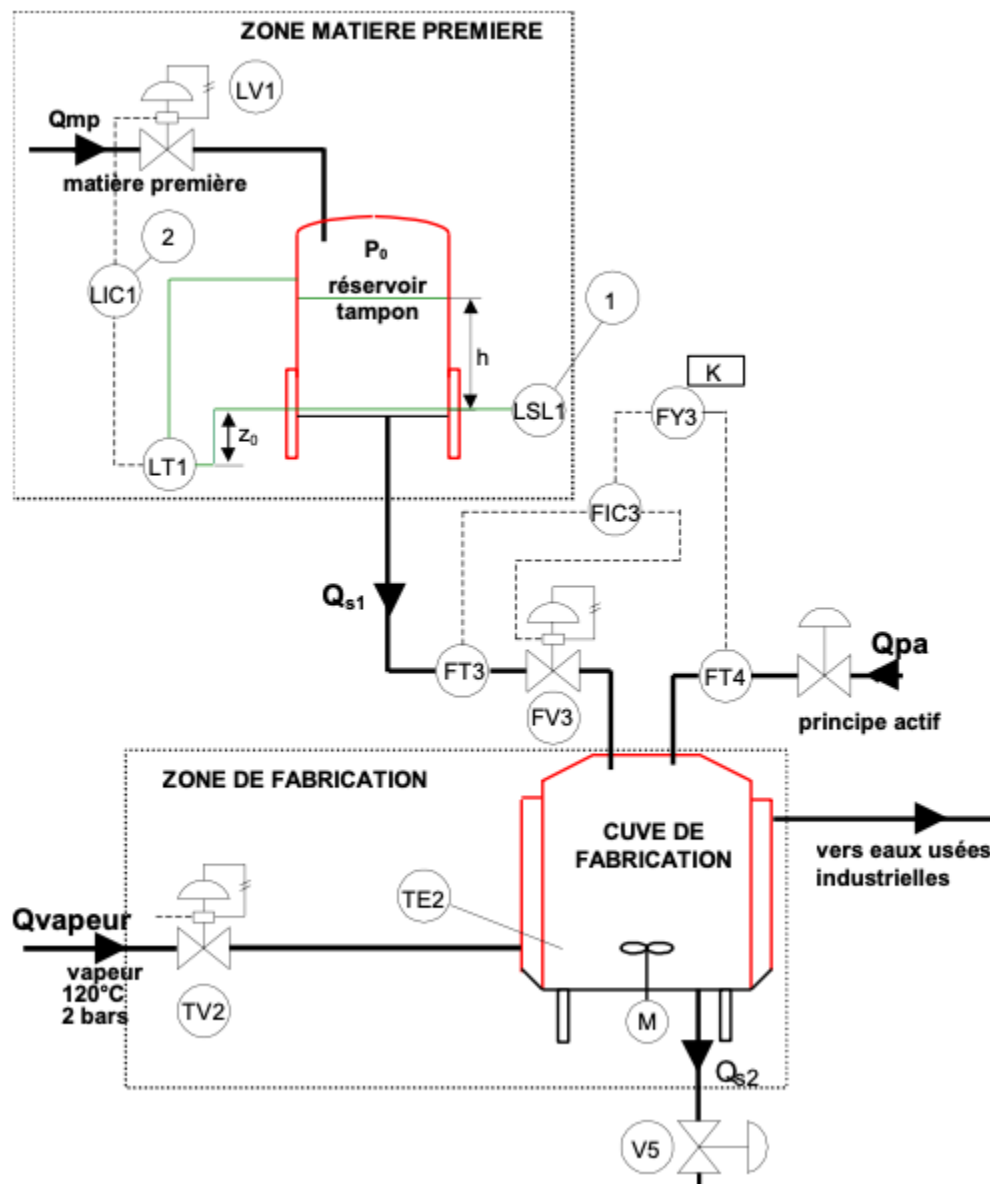 ZONE MATIERE PREMIERE
LV1
Qmp
matière première
2
P₀
LIC1
réservoir
tampon
1
h
K
LSL1
FY3
z₀
LT1
FIC3
Qs1
Qpa
FT3
FT4
FV3
principe actif
ZONE DE FABRICATION
CUVE DE
FABRICATION
vers eaux usées
industrielles
TE2
Qvapeur
vapeur
120°C
2 bars
TV2
M
Qs2
V5